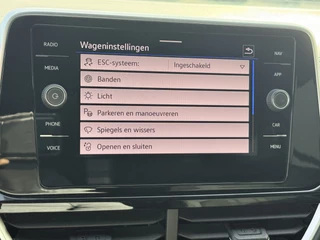 Wageninstellingen
RADIO
NAV
ESC-systeem: Ingeschakeld
MEDIA
APP
Banden
Licht
Parkeren en manoeuvreren
PHONE
CAR
Spiegels en wissers
VOICE
MENU
Openen en sluiten